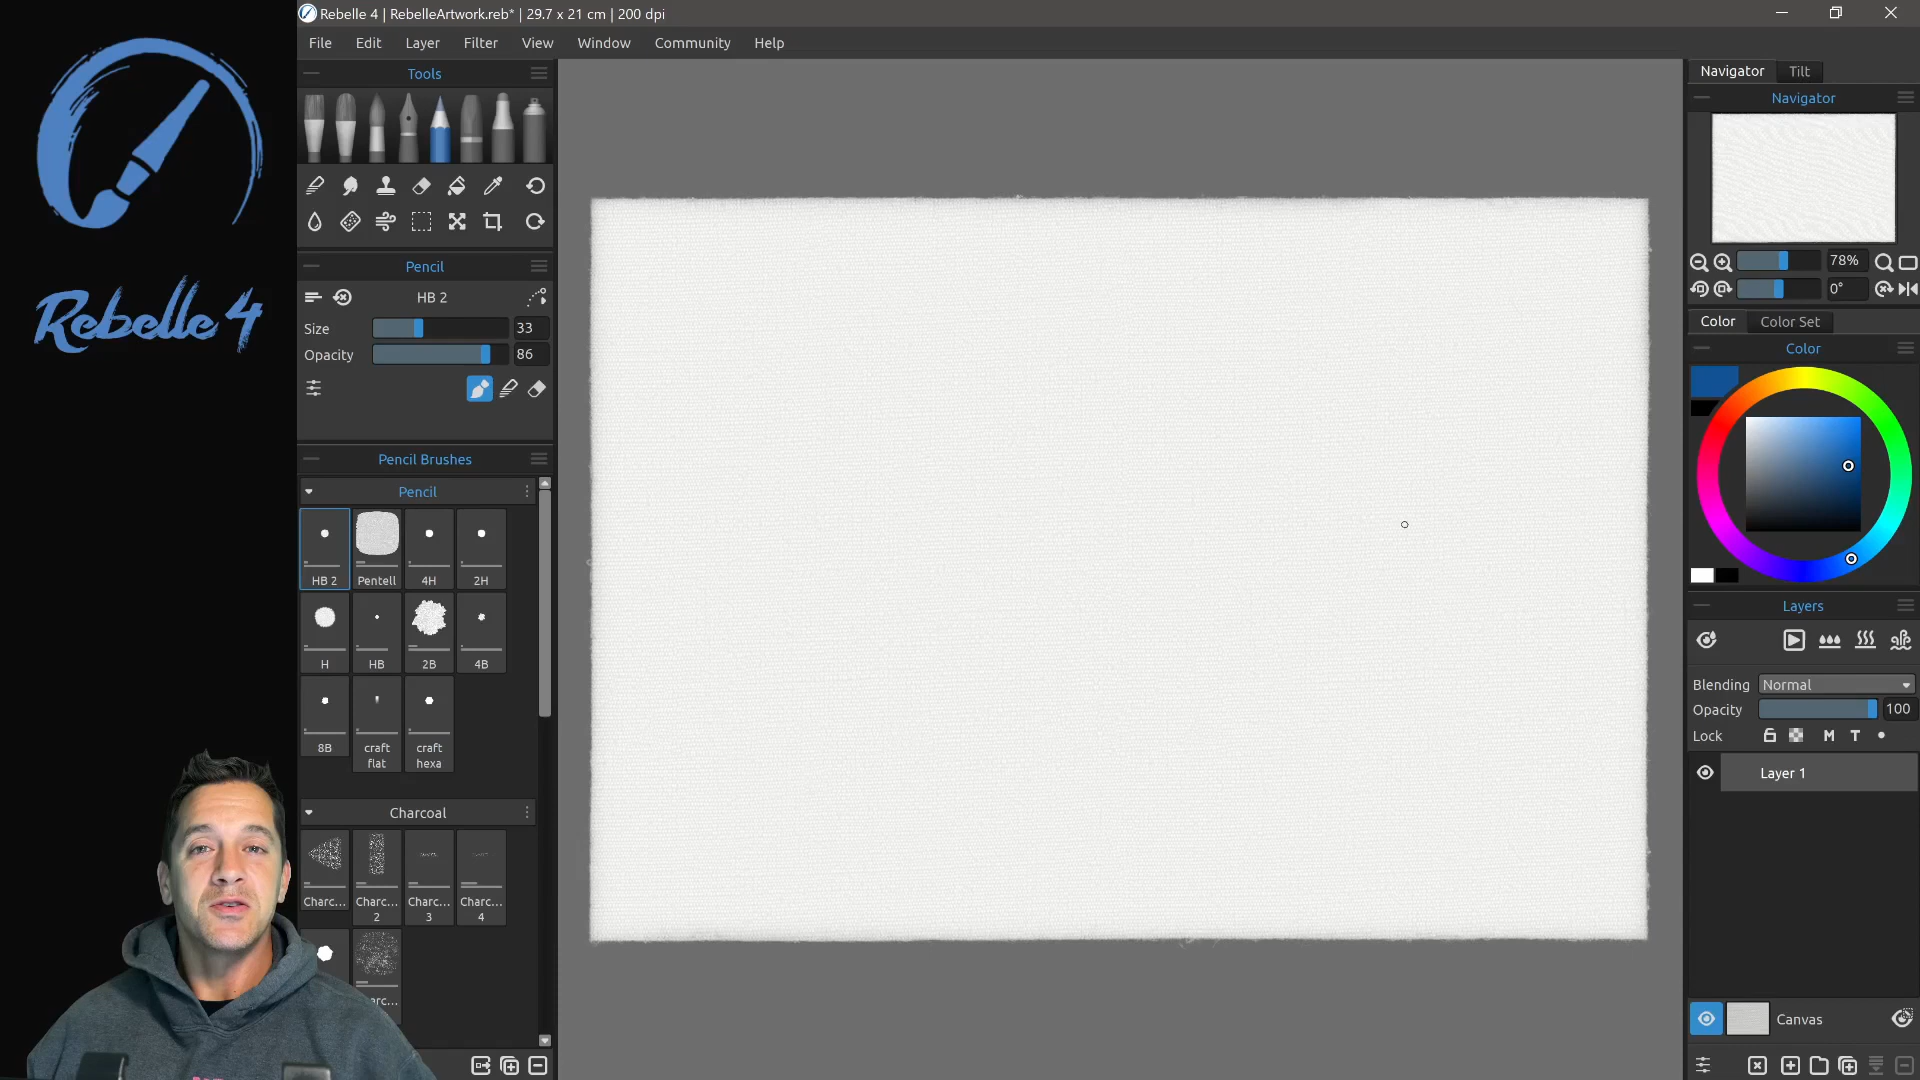 Rebelle 4 | RebelleArtwork.reb* | 29.7 x 21 cm | 200 dpi
File Edit Layer Filter View Window Community Help
Rebelle 4
Tools
Pencil
HB 2
Size 33
Opacity 86
Pencil Brushes
Pencil
HB 2 Pentell 4H 2H
H HB 2B 4B
8B craft flat craft hexa
Charcoal
Charc... Charc... 2 Charc... 3 Charc... 4
Navigator Tilt
Navigator
78%
0°
Color Color Set
Color
Layers
Blending Normal
Opacity 100
Lock M T
Layer 1
Canvas